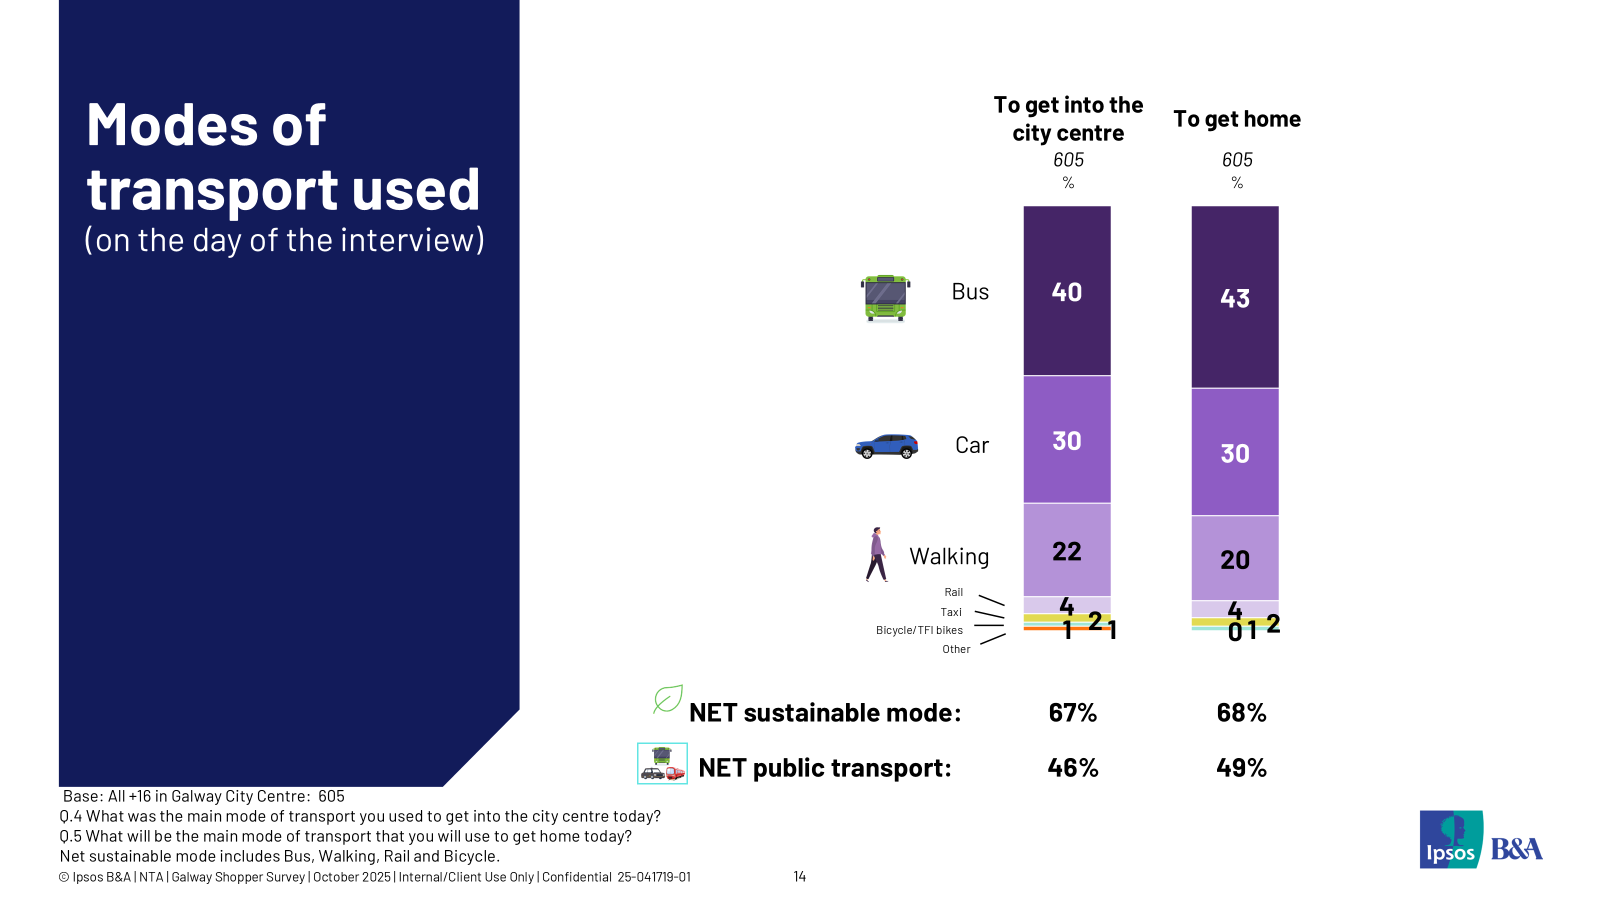 Modes of
transport used
(on the day of the interview)
To get into the
city centre
To get home
605
605
%
%
Bus
40
43
Car
30
30
Walking
22
20
Rail
4
4
Taxi
2
2
Bicycle/TFI bikes
1
1
Other
1
0
NET sustainable mode:
67%
68%
NET public transport:
46%
49%
Base: All +16 in Galway City Centre: 605
Q.4 What was the main mode of transport you used to get into the city centre today?
Q.5 What will be the main mode of transport that you will use to get home today?
Net sustainable mode includes Bus, Walking, Rail and Bicycle.
© Ipsos B&A | NTA | Galway Shopper Survey | October 2025 | Internal/Client Use Only | Confidential 25-041719-01
14
Ipsos
B&A